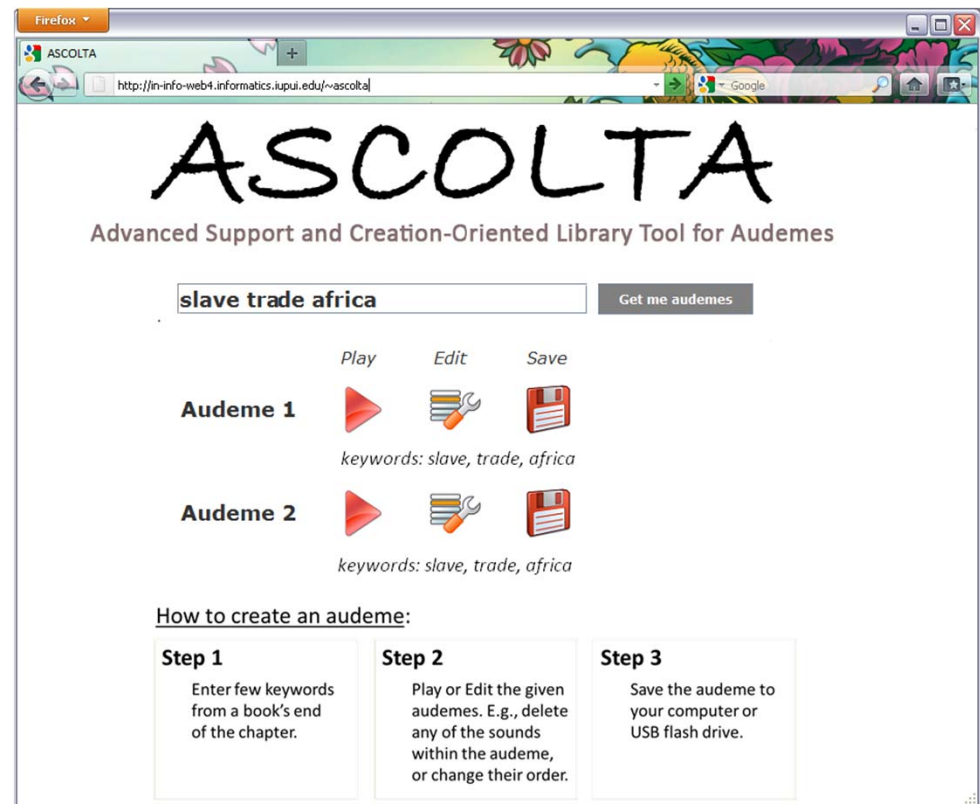 Firefox
ASCOLTA
http://in-info-web4.informatics.iupui.edu/~ascolta
Google
ASCOLTA
Advanced Support and Creation-Oriented Library Tool for Audemes
slave trade africa
Get me audemes
Play Edit Save
Audeme 1
keywords: slave, trade, africa
Audeme 2
keywords: slave, trade, africa
How to create an audeme:
Step 1
Enter few keywords
from a book's end
of the chapter.
Step 2
Play or Edit the given
audemes. E.g., delete
any of the sounds
within the audeme,
or change their order.
Step 3
Save the audeme to
your computer or
USB flash drive.